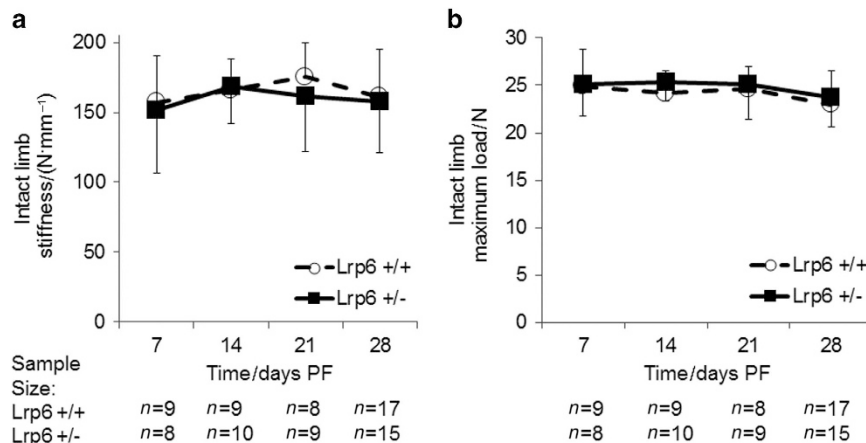 a
Intact limb
stiffness/(N·mm⁻¹)
200
150
100
50
0
Lrp6 +/+
Lrp6 +/-
7 14 21 28
Time/days PF
Sample
Size:
Lrp6 +/+ n=9 n=9 n=8 n=17
Lrp6 +/- n=8 n=10 n=9 n=15
b
Intact limb
maximum load/N
30
25
20
15
10
5
0
Lrp6 +/+
Lrp6 +/-
7 14 21 28
Time/days PF
n=9 n=9 n=8 n=17
n=8 n=10 n=9 n=15